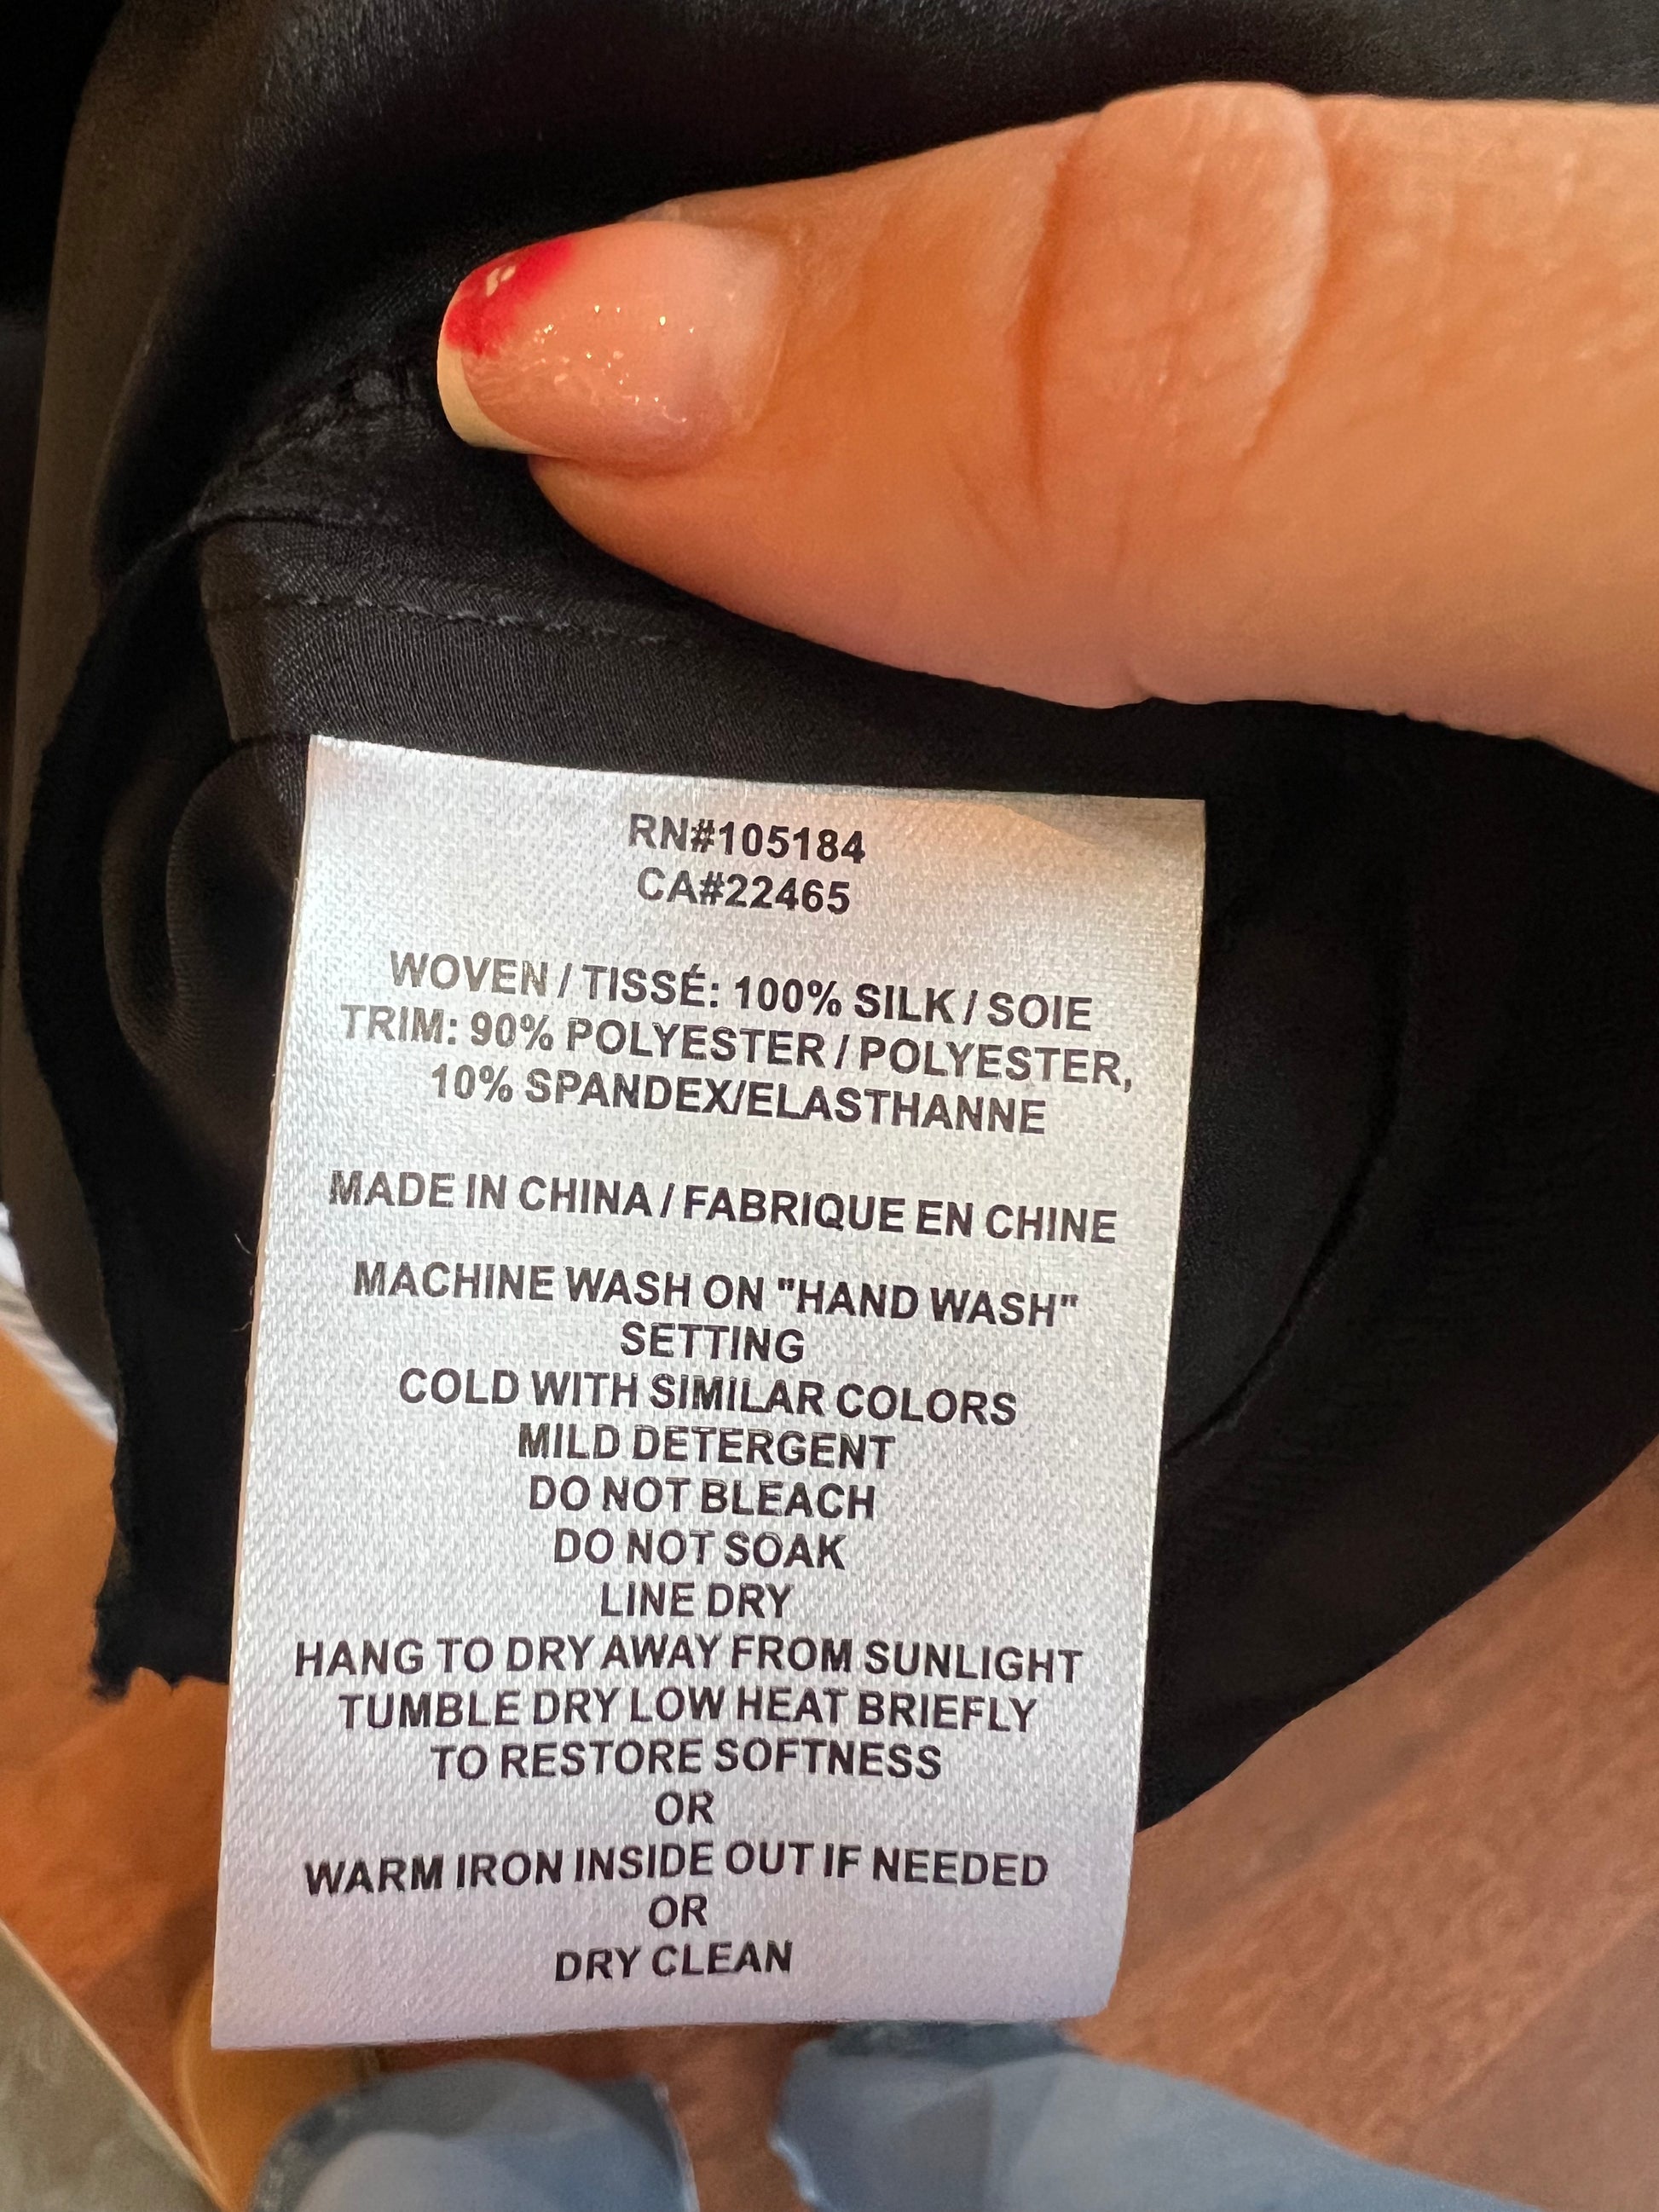 RN#105184
CA#22465
WOVEN / TISSÉ: 100% SILK / SOIE
TRIM: 90% POLYESTER / POLYESTER,
10% SPANDEX/ELASTHANNE
MADE IN CHINA / FABRIQUE EN CHINE
MACHINE WASH ON "HAND WASH"
SETTING
COLD WITH SIMILAR COLORS
MILD DETERGENT
DO NOT BLEACH
DO NOT SOAK
LINE DRY
HANG TO DRY AWAY FROM SUNLIGHT
TUMBLE DRY LOW HEAT BRIEFLY
TO RESTORE SOFTNESS
OR
WARM IRON INSIDE OUT IF NEEDED
OR
DRY CLEAN